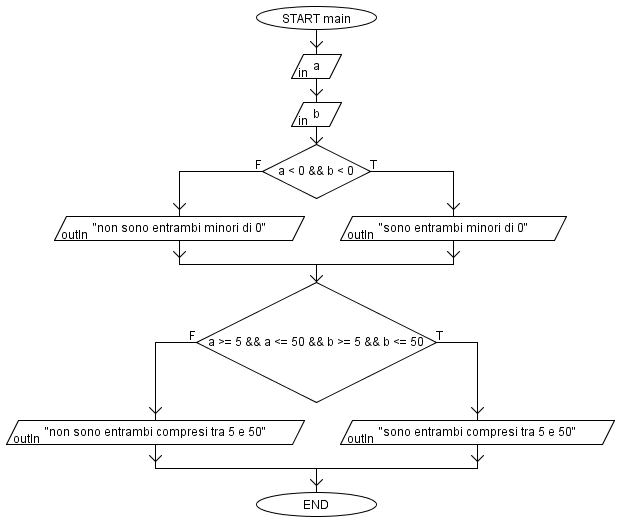 START main
a
in
b
in
F
T
a < 0 && b < 0
"non sono entrambi minori di 0"
outln
"sono entrambi minori di 0"
outln
F
T
a >= 5 && a <= 50 && b >= 5 && b <= 50
"non sono entrambi compresi tra 5 e 50"
outln
"sono entrambi compresi tra 5 e 50"
outln
END